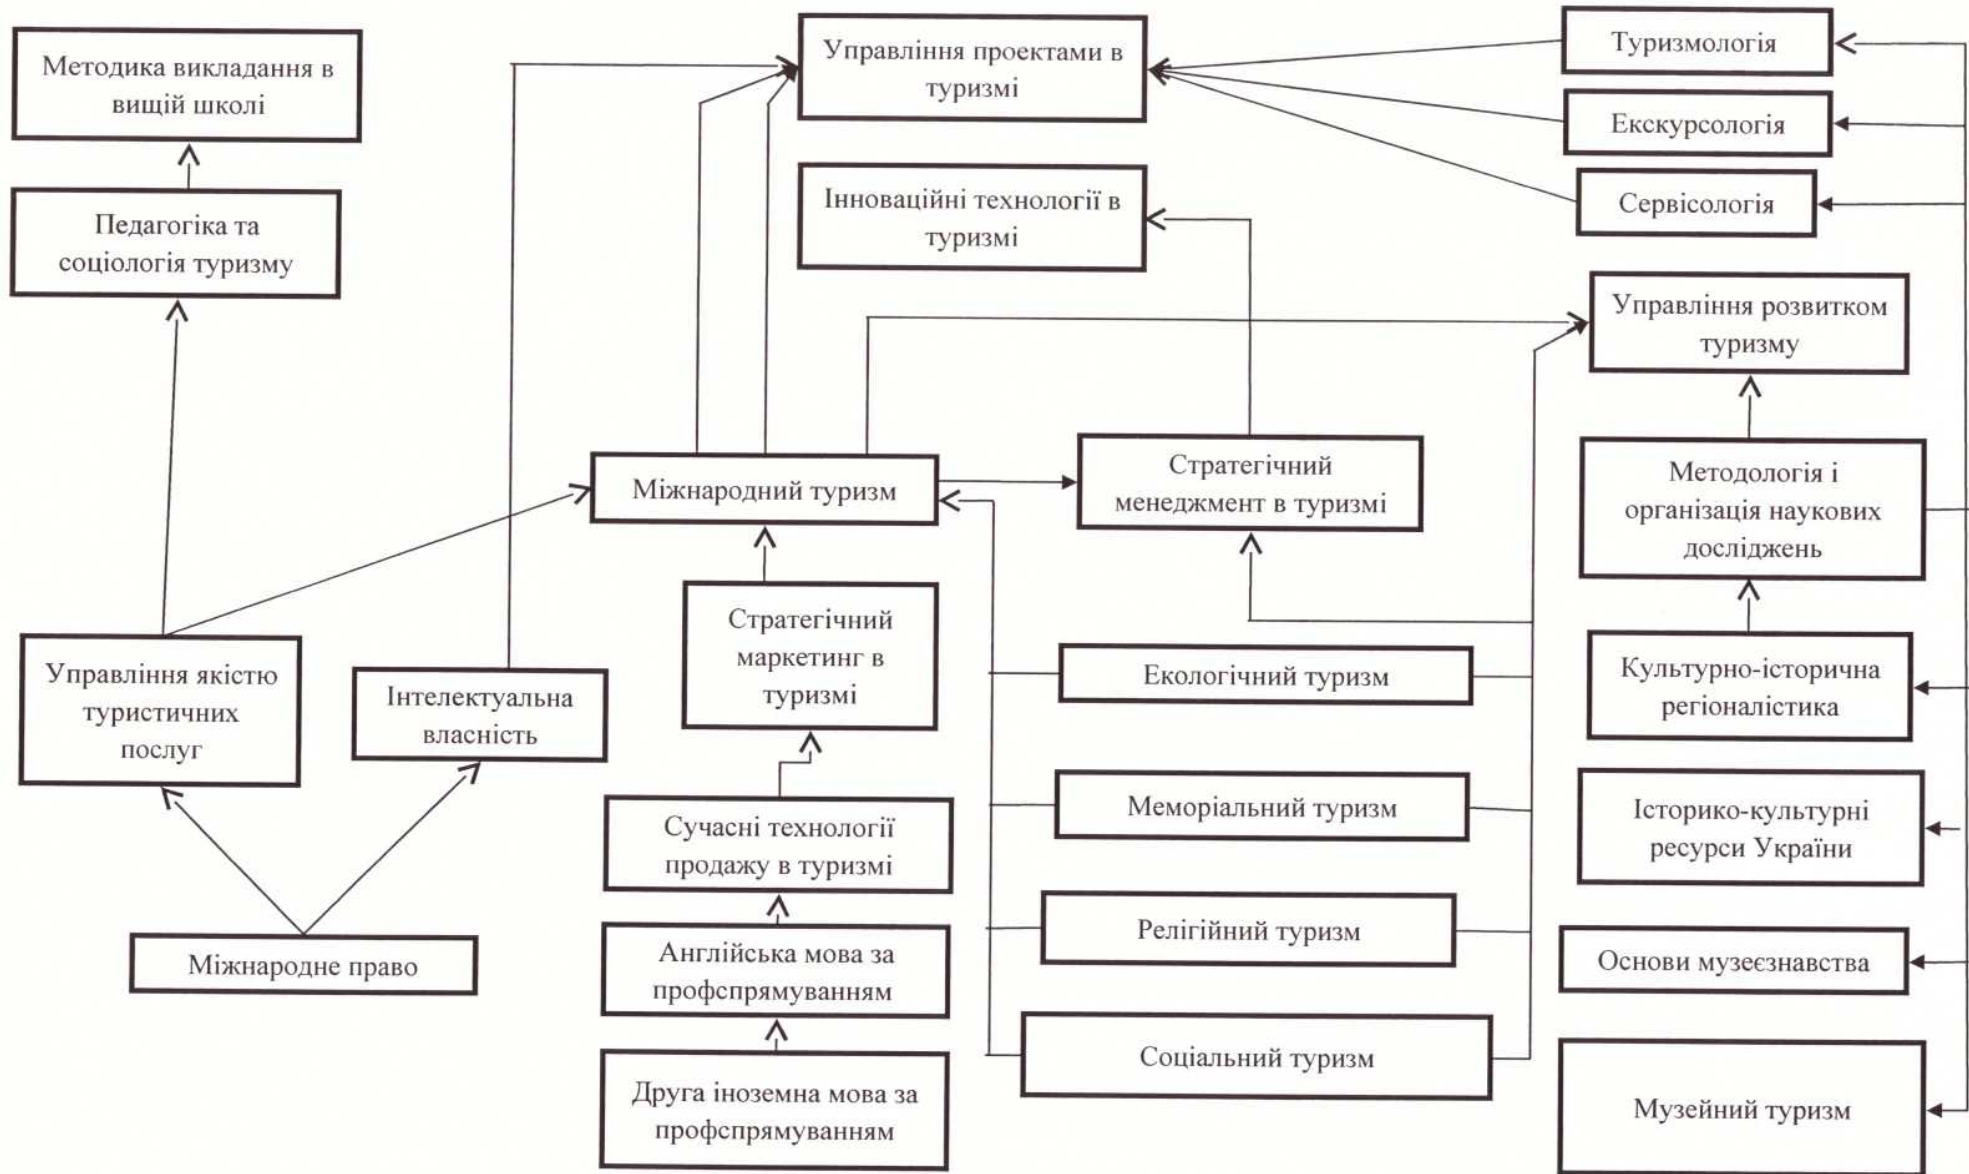 Методика викладання в
вищій школі
Педагогіка та
соціологія туризму
Управління проектами в
туризмі
Інноваційні технології в
туризмі
Туризмологія
Екскурсологія
Сервісологія
Управління розвитком
туризму
Міжнародний туризм
Стратегічний
менеджмент в туризмі
Методологія і
організація наукових
досліджень
Управління якістю
туристичних
послуг
Інтелектуальна
власність
Стратегічний
маркетинг в
туризмі
Екологічний туризм
Культурно-історична
регіоналістика
Сучасні технології
продажу в туризмі
Меморіальний туризм
Історико-культурні
ресурси України
Міжнародне право
Англійська мова за
профспрямуванням
Релігійний туризм
Основи музеєзнавства
Друга іноземна мова за
профспрямуванням
Соціальний туризм
Музейний туризм